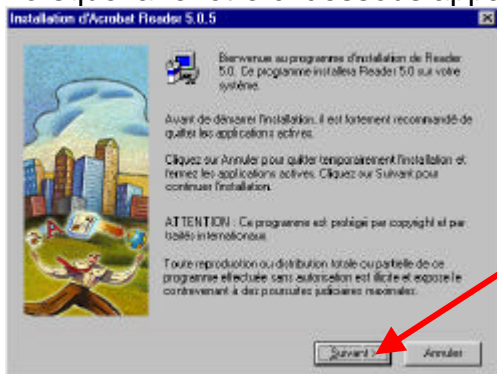 Installation d'Acrobat Reader 5.0.5
Bienvenue au programme d'installation de Reader
5.0. Ce programme installera Reader 5.0 sur votre
système.
Avant de démarrer l'installation, il est fortement recommandé de
quitter les applications actives.
Cliquez sur Annuler pour quitter temporairement l'installation et
fermez les applications actives. Cliquez sur Suivant pour
continuer l'installation.
ATTENTION : Ce programme est protégé par copyright et par
traités internationaux.
Toute reproduction ou distribution totale ou partielle de ce
programme effectuée sans autorisation est illicite et expose le
contrevenant à des poursuites judiciaires maximales.
Suivant >
Annuler